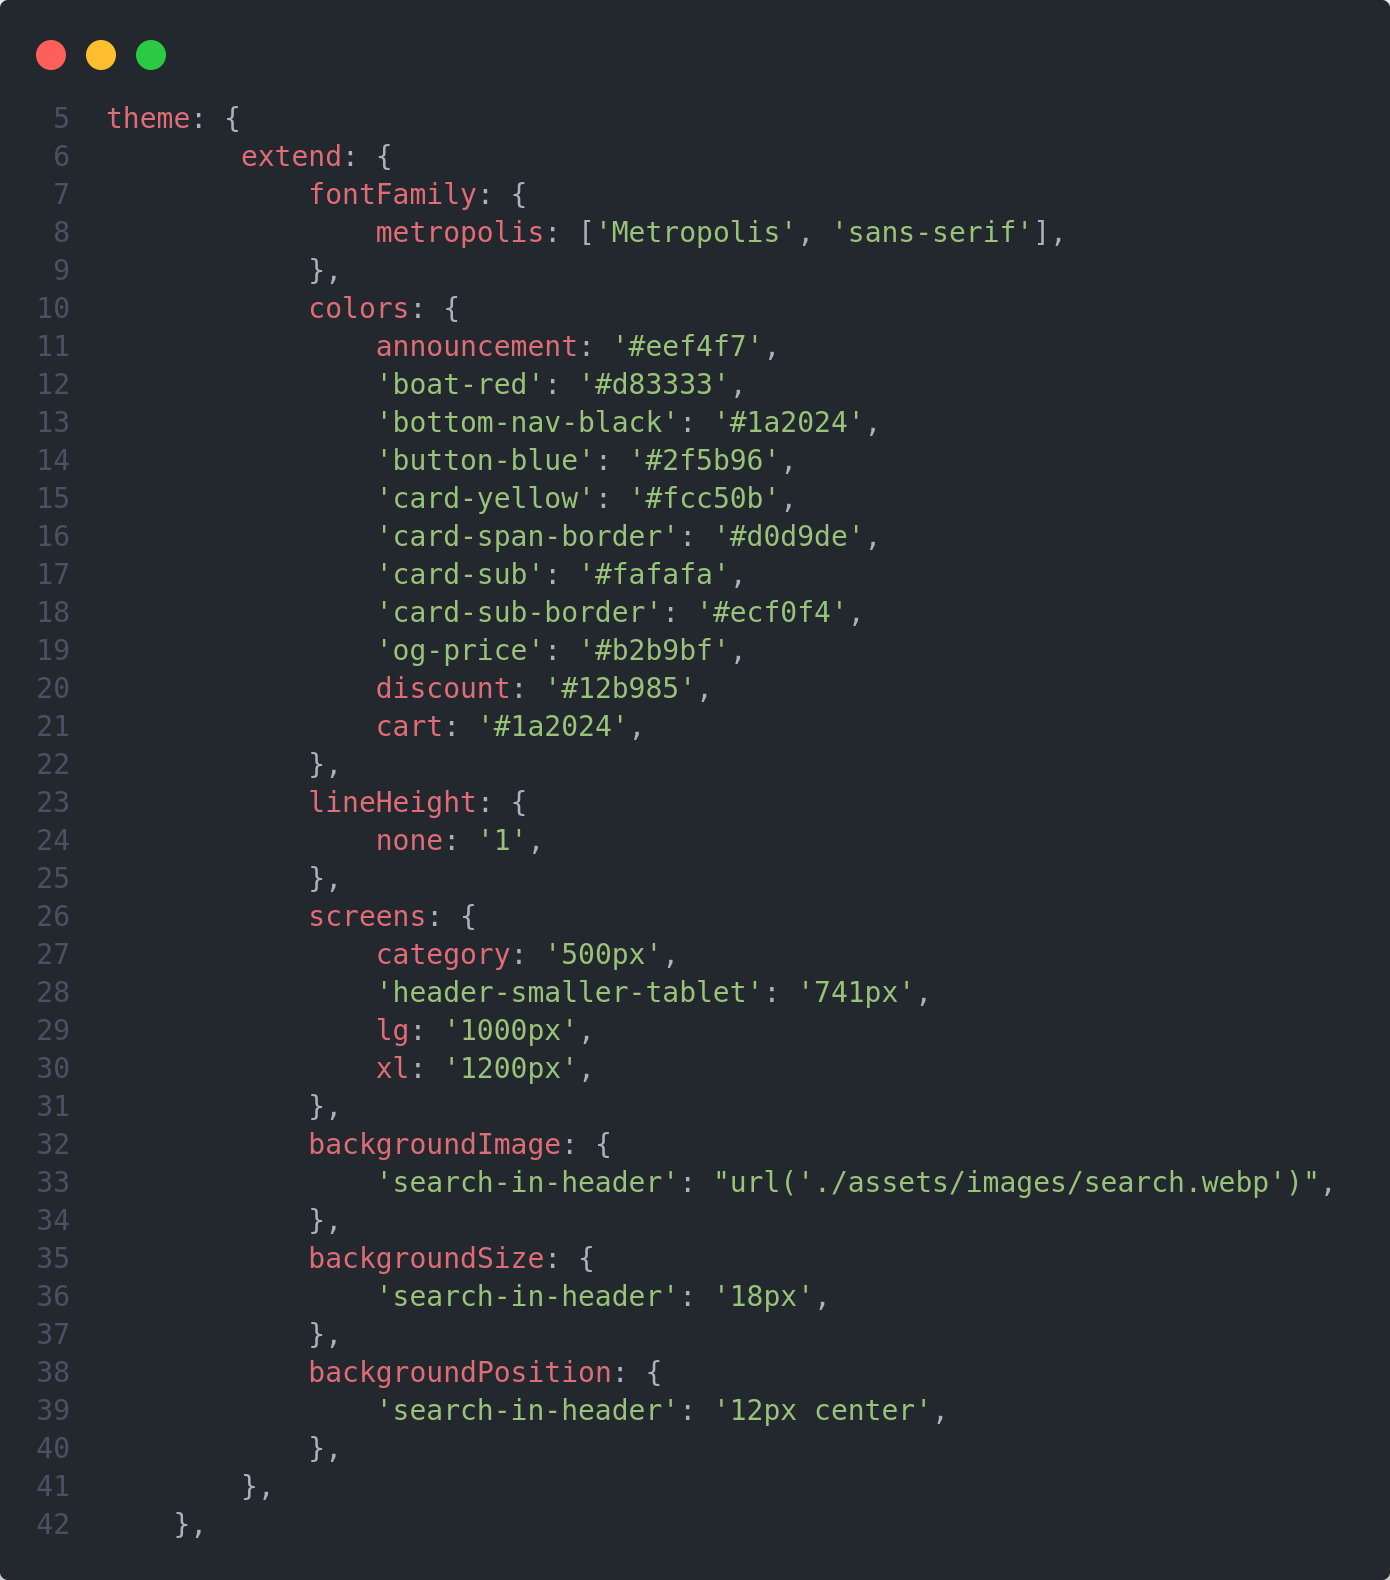 5 theme: {
6         extend: {
7             fontFamily: {
8                 metropolis: ['Metropolis', 'sans-serif'],
9             },
10             colors: {
11                 announcement: '#eef4f7',
12                 'boat-red': '#d83333',
13                 'bottom-nav-black': '#1a2024',
14                 'button-blue': '#2f5b96',
15                 'card-yellow': '#fcc50b',
16                 'card-span-border': '#d0d9de',
17                 'card-sub': '#fafafa',
18                 'card-sub-border': '#ecf0f4',
19                 'og-price': '#b2b9bf',
20                 discount: '#12b985',
21                 cart: '#1a2024',
22             },
23             lineHeight: {
24                 none: '1',
25             },
26             screens: {
27                 category: '500px',
28                 'header-smaller-tablet': '741px',
29                 lg: '1000px',
30                 xl: '1200px',
31             },
32             backgroundImage: {
33                 'search-in-header': "url('./assets/images/search.webp')",
34             },
35             backgroundSize: {
36                 'search-in-header': '18px',
37             },
38             backgroundPosition: {
39                 'search-in-header': '12px center',
40             },
41         },
42     },